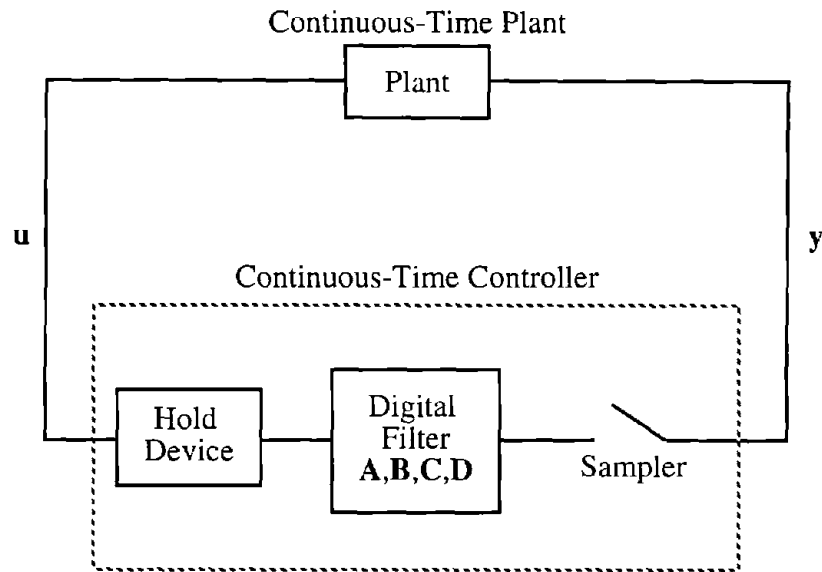 Continuous-Time Plant
Plant
u
y
Continuous-Time Controller
Hold
Device
Digital
Filter
A,B,C,D
Sampler